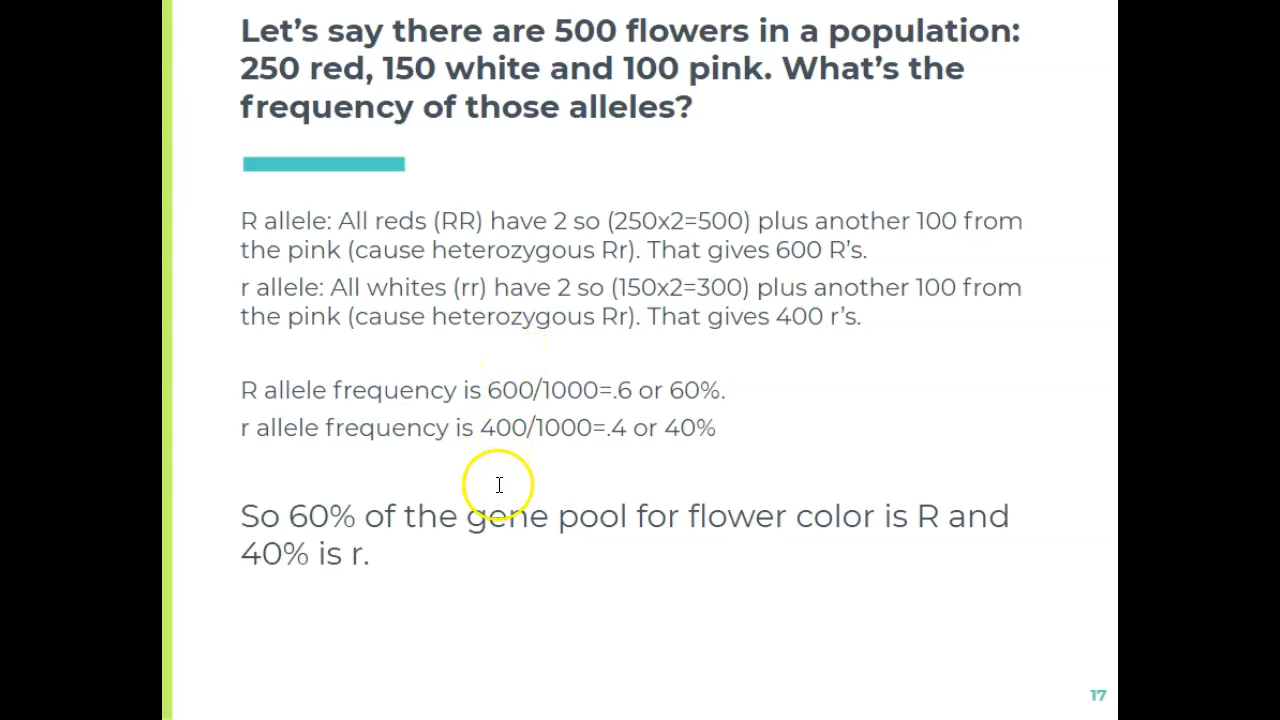 Let’s say there are 500 flowers in a population:
250 red, 150 white and 100 pink. What’s the
frequency of those alleles?
R allele: All reds (RR) have 2 so (250x2=500) plus another 100 from
the pink (cause heterozygous Rr). That gives 600 R’s.
r allele: All whites (rr) have 2 so (150x2=300) plus another 100 from
the pink (cause heterozygous Rr). That gives 400 r’s.
R allele frequency is 600/1000=.6 or 60%.
r allele frequency is 400/1000=.4 or 40%
So 60% of the gene pool for flower color is R and
40% is r.
17